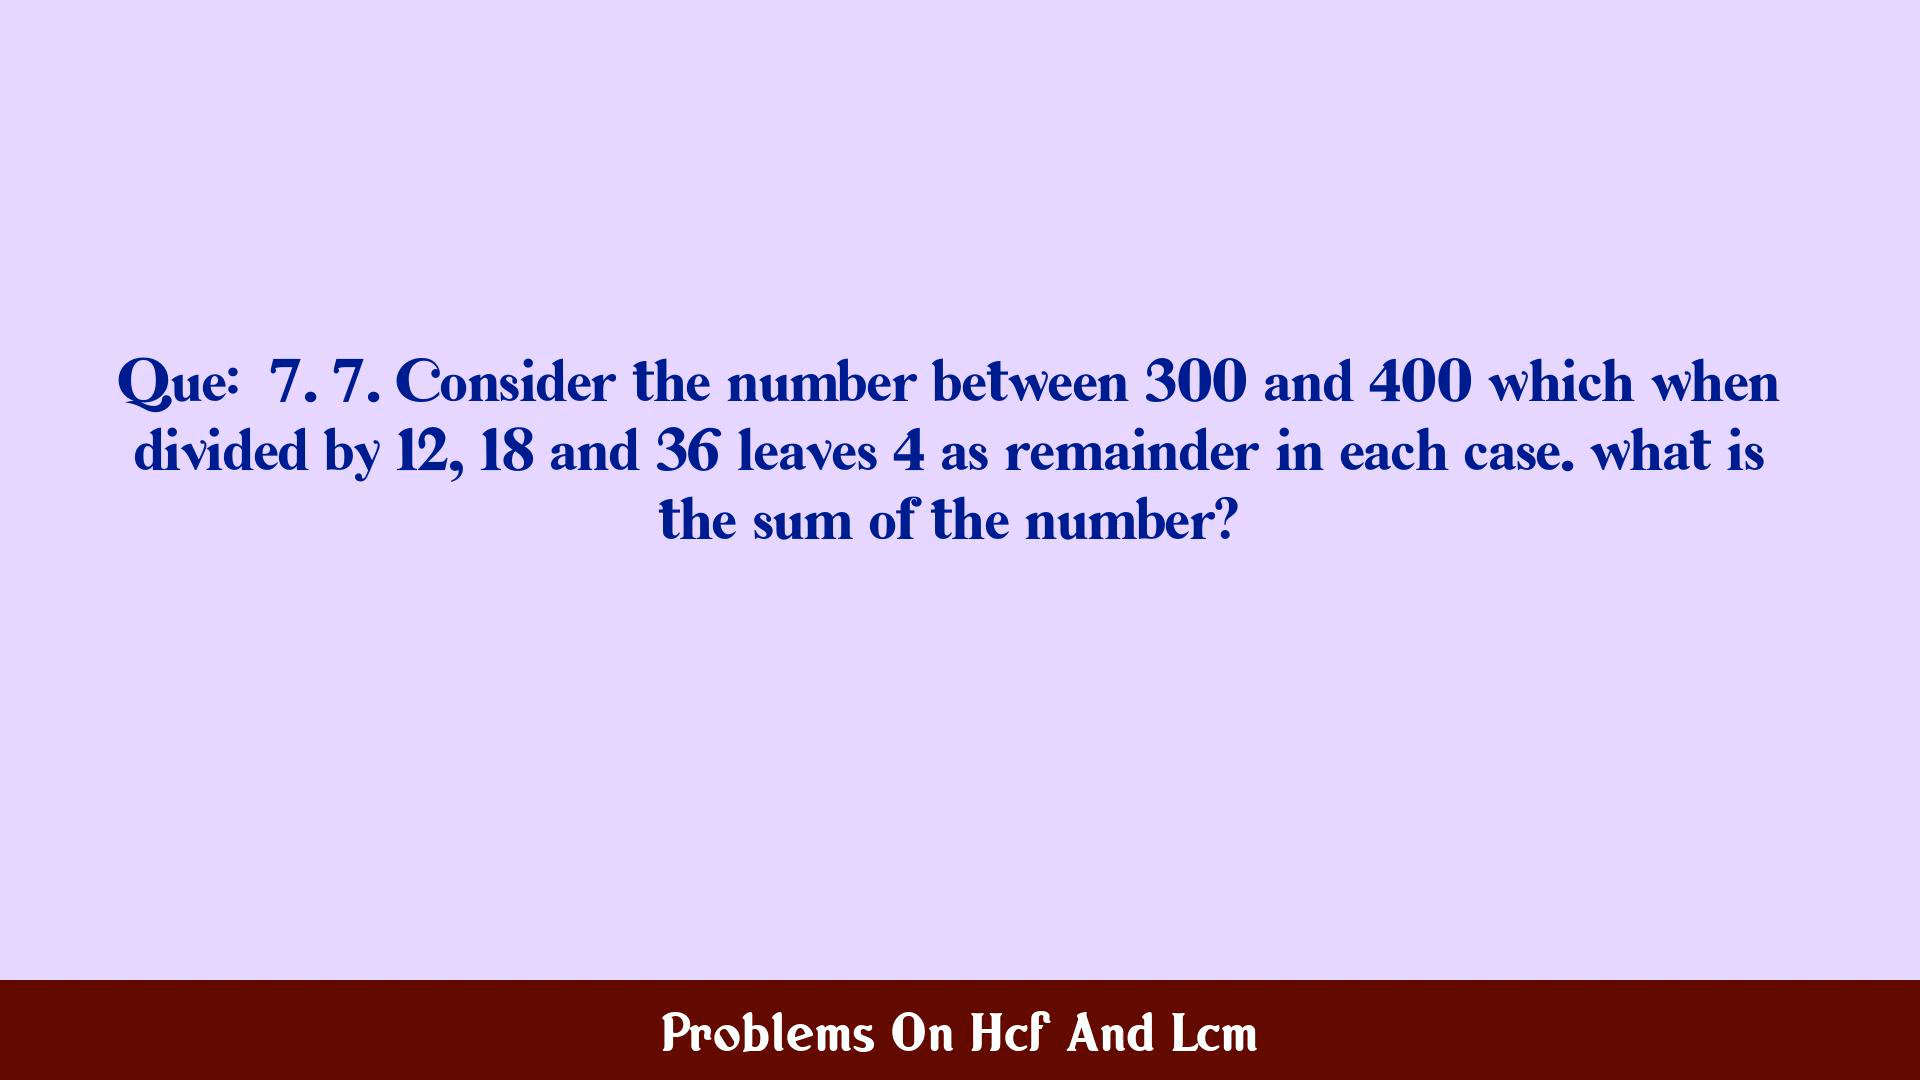 Que: 7. 7. Consider the number between 300 and 400 which when
divided by 12, 18 and 36 leaves 4 as remainder in each case. what is
the sum of the number?
Problems On Hcf And Lcm